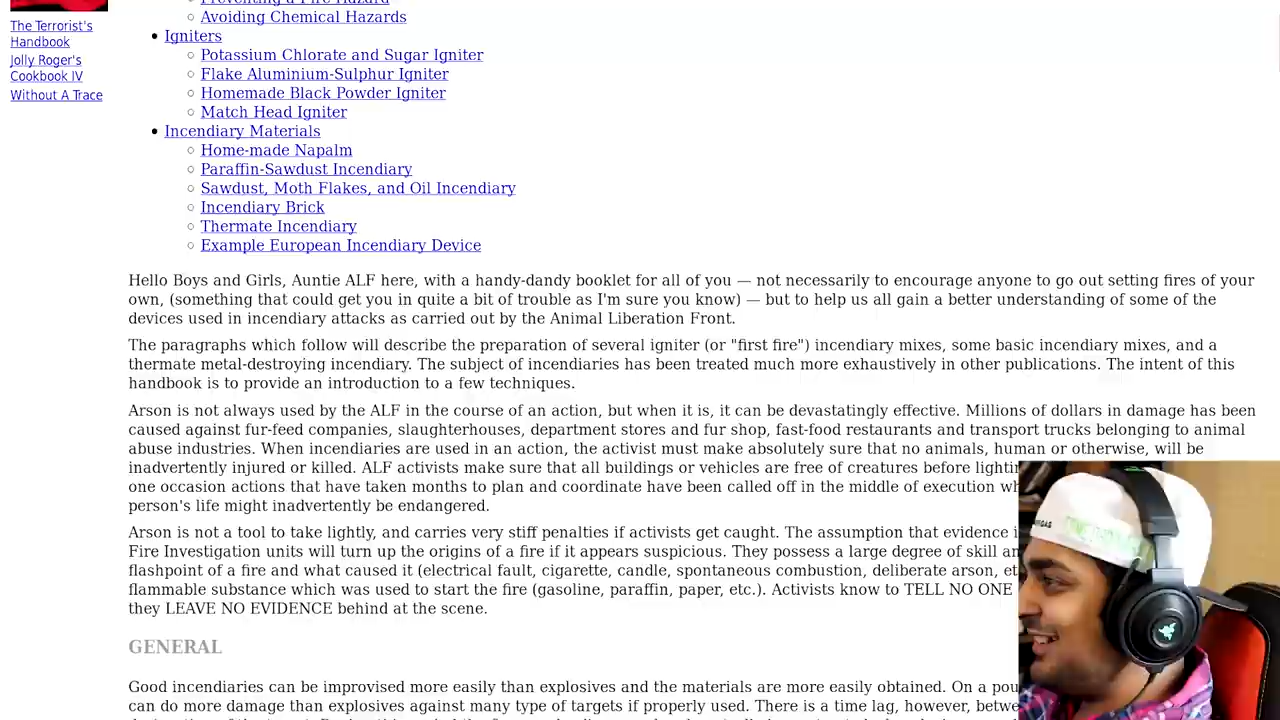 The Terrorist's
Handbook
Jolly Roger's
Cookbook IV
Without A Trace
Avoiding Chemical Hazards
Igniters
Potassium Chlorate and Sugar Igniter
Flake Aluminium-Sulphur Igniter
Homemade Black Powder Igniter
Match Head Igniter
Incendiary Materials
Home-made Napalm
Paraffin-Sawdust Incendiary
Sawdust, Moth Flakes, and Oil Incendiary
Incendiary Brick
Thermate Incendiary
Example European Incendiary Device
Hello Boys and Girls, Auntie ALF here, with a handy-dandy booklet for all of you — not necessarily to encourage anyone to go out setting fires of your
own, (something that could get you in quite a bit of trouble as I'm sure you know) — but to help us all gain a better understanding of some of the
devices used in incendiary attacks as carried out by the Animal Liberation Front.
The paragraphs which follow will describe the preparation of several igniter (or "first fire") incendiary mixes, some basic incendiary mixes, and a
thermate metal-destroying incendiary. The subject of incendiaries has been treated much more exhaustively in other publications. The intent of this
handbook is to provide an introduction to a few techniques.
Arson is not always used by the ALF in the course of an action, but when it is, it can be devastatingly effective. Millions of dollars in damage has been
caused against fur-feed companies, slaughterhouses, department stores and fur shop, fast-food restaurants and transport trucks belonging to animal
abuse industries. When incendiaries are used in an action, the activist must make absolutely sure that no animals, human or otherwise, will be
inadvertently injured or killed. ALF activists make sure that all buildings or vehicles are free of creatures before
one occasion actions that have taken months to plan and coordinate have been called off in the middle of execution
person's life might inadvertently be endangered.
Arson is not a tool to take lightly, and carries very stiff penalties if activists get caught. The assumption that evidence
Fire Investigation units will turn up the origins of a fire if it appears suspicious. They possess a large degree of skill
flashpoint of a fire and what caused it (electrical fault, cigarette, candle, spontaneous combustion, deliberate arson,
flammable substance which was used to start the fire (gasoline, paraffin, paper, etc.). Activists know to TELL NO ONE
they LEAVE NO EVIDENCE behind at the scene.
GENERAL
Good incendiaries can be improvised more easily than explosives and the materials are more easily obtained. On a
can do more damage than explosives against many type of targets if properly used. There is a time lag, however,